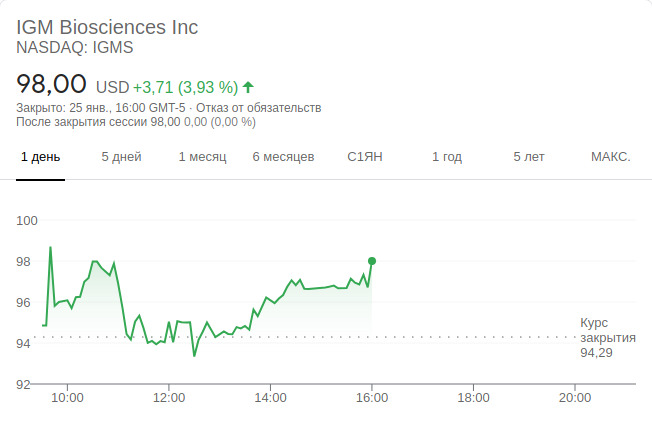 IGM Biosciences Inc
NASDAQ: IGMS
98,00 USD +3,71 (3,93 %)
Закрыто: 25 янв., 16:00 GMT-5 · Отказ от обязательств
После закрытия сессии 98,00 0,00 (0,00 %)
1 день 5 дней 1 месяц 6 месяцев С1ЯН 1 год 5 лет МАКС.
100
98
96
94
92
Курс
закрытия
94,29
10:00 12:00 14:00 16:00 18:00 20:00